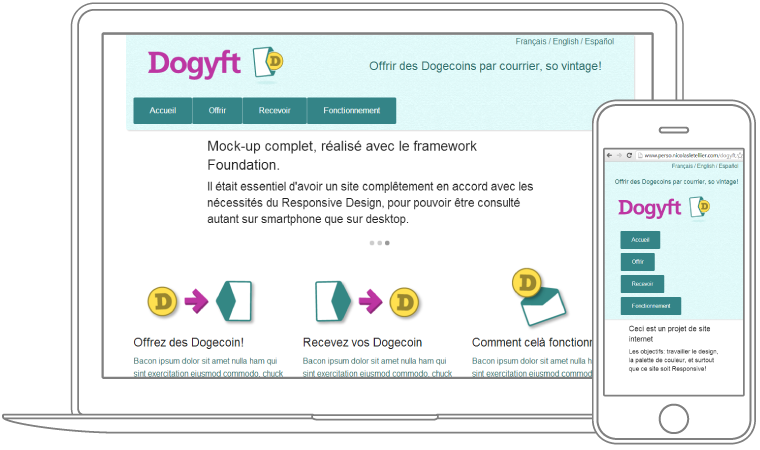 Français / English / Español
Dogyft
D
Offrir des Dogecoins par courrier, so vintage!
Accueil
Offrir
Recevoir
Fonctionnement
Mock-up complet, réalisé avec le framework
Foundation.
Il était essentiel d'avoir un site complêtement en accord avec les
nécessités du Responsive Design, pour pouvoir être consulté
autant sur smartphone que sur desktop.
D
D
D
Offrez des Dogecoin!
Recevez vos Dogecoin
Comment celà fonctionn
Bacon ipsum dolor sit amet nulla ham qui
sint exercitation eiusmod commodo, chuck
Bacon ipsum dolor sit amet nulla ham qui
sint exercitation eiusmod commodo, chuck
Bacon ipsum dolor sit amet nulla
sint exercitation eiusmod commo
www.perso.nicolasletellier.com/dogyft
Français / English / Español
Offrir des Dogecoins par courrier, so vintage!
Dogyft
D
Accueil
Offrir
Recevoir
Fonctionnement
Ceci est un projet de site
internet
Les objectifs: travailler le design,
la palette de couleur, et surtout
que ce site soit Responsive!